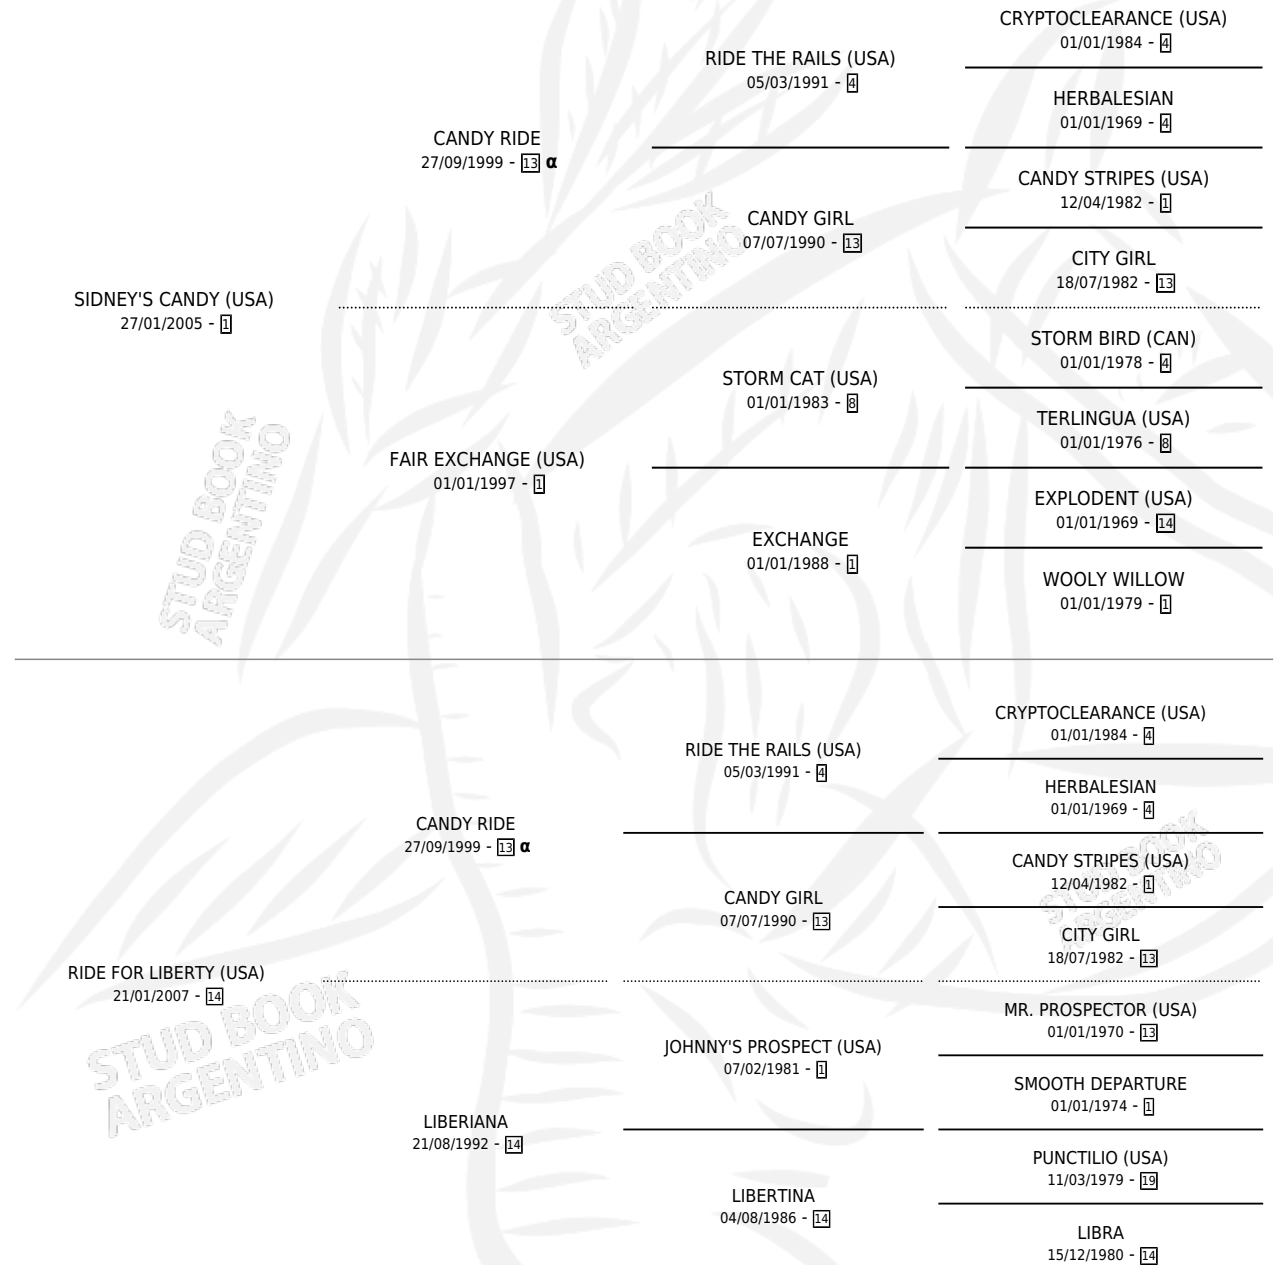 SIDNEY'S CANDY (USA)
27/01/2005 - 1
CANDY RIDE
27/09/1999 - 13 α
FAIR EXCHANGE (USA)
01/01/1997 - 1
RIDE THE RAILS (USA)
05/03/1991 - 4
CANDY GIRL
07/07/1990 - 13
STORM CAT (USA)
01/01/1983 - 8
EXCHANGE
01/01/1988 - 1
CRYPTOCLEARANCE (USA)
01/01/1984 - 4
HERBALESIAN
01/01/1969 - 4
CANDY STRIPES (USA)
12/04/1982 - 1
CITY GIRL
18/07/1982 - 13
STORM BIRD (CAN)
01/01/1978 - 4
TERLINGUA (USA)
01/01/1976 - 8
EXPLODENT (USA)
01/01/1969 - 14
WOOLY WILLOW
01/01/1979 - 1
STUD BOOK
ARGENTINO
STUD BOOK
ARGENTINO
RIDE FOR LIBERTY (USA)
21/01/2007 - 14
CANDY RIDE
27/09/1999 - 13 α
LIBERIANA
21/08/1992 - 14
RIDE THE RAILS (USA)
05/03/1991 - 4
CANDY GIRL
07/07/1990 - 13
JOHNNY'S PROSPECT (USA)
07/02/1981 - 1
LIBERTINA
04/08/1986 - 14
CRYPTOCLEARANCE (USA)
01/01/1984 - 4
HERBALESIAN
01/01/1969 - 4
CANDY STRIPES (USA)
12/04/1982 - 1
CITY GIRL
18/07/1982 - 13
MR. PROSPECTOR (USA)
01/01/1970 - 13
SMOOTH DEPARTURE
01/01/1974 - 1
PUNCTILIO (USA)
11/03/1979 - 19
LIBRA
15/12/1980 - 14
STUD BOOK
ARGENTINO
STUD BOOK
ARGENTINO